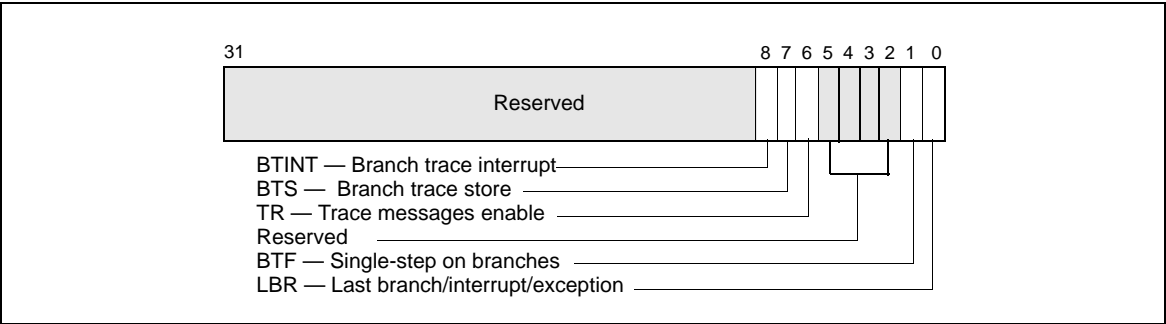 31 8 7 6 5 4 3 2 1 0
Reserved
BTINT — Branch trace interrupt
BTS — Branch trace store
TR — Trace messages enable
Reserved
BTF — Single-step on branches
LBR — Last branch/interrupt/exception